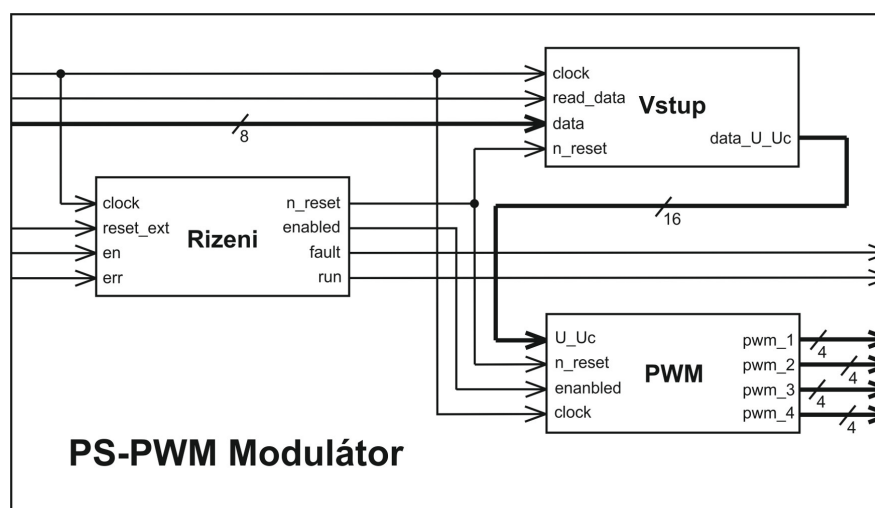 clock
read_data
data
n_reset
Vstup
data_U_Uc
8
clock
reset_ext
en
err
Rizeni
n_reset
enabled
fault
run
16
U_Uc
n_reset
enanbled
clock
PWM
pwm_1
pwm_2
pwm_3
pwm_4
4
4
4
4
PS-PWM Modulátor